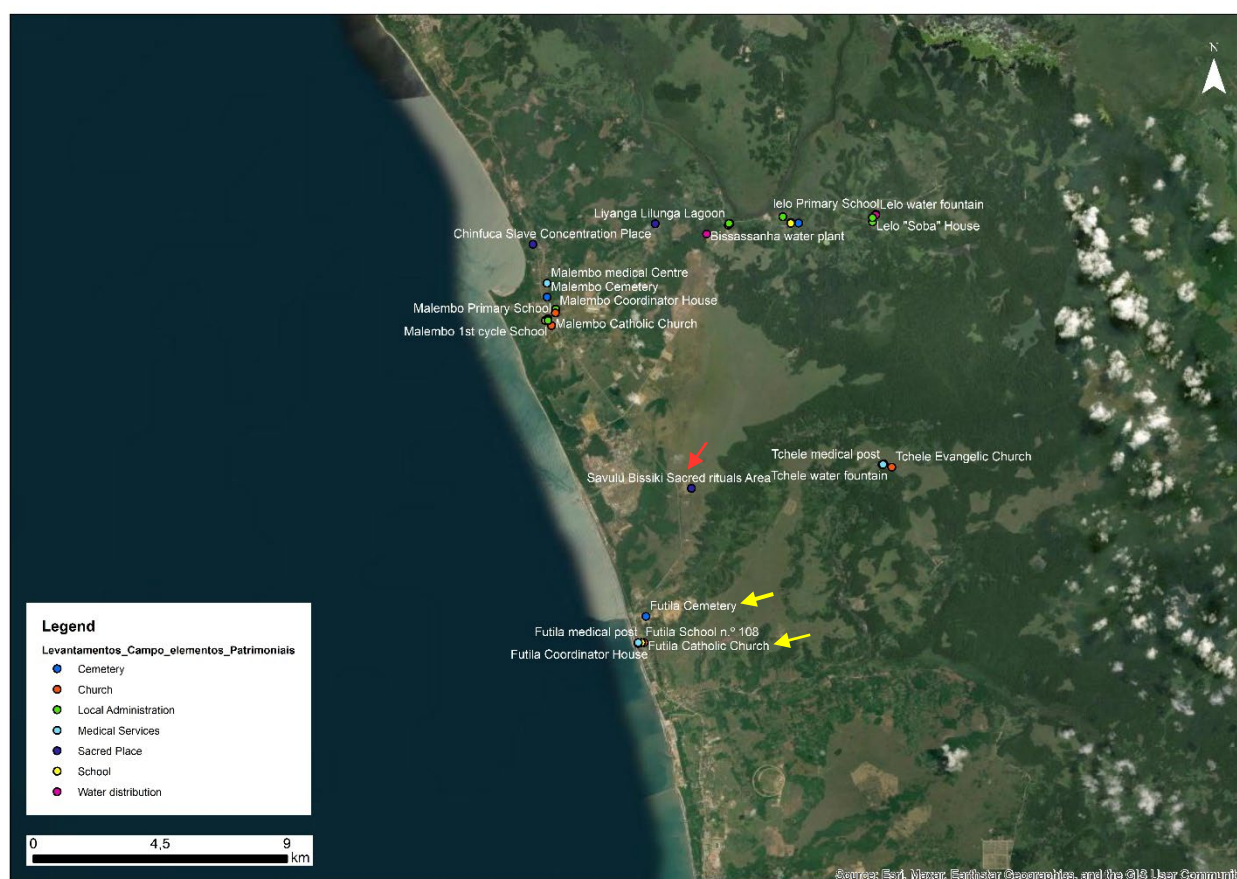 N
lelo Primary School
Lelo water fountain
Liyanga Lilunga Lagoon
Lelo "Soba" House
Chinfuca Slave Concentration Place
Bissassanha water plant
Malembo medical Centre
Malembo Cemetery
Malembo Coordinator House
Malembo Primary School
Malembo Catholic Church
Malembo 1st cycle School
Tchele medical post
Tchele Evangelic Church
Savulú Bissiki Sacred rituals Area
Tchele water fountain
Futila Cemetery
Futila medical post
Futila School n.º 108
Futila Catholic Church
Futila Coordinator House
Legend
Levantamentos_Campo_elementos_Patrimoniais
Cemetery
Church
Local Administration
Medical Services
Sacred Place
School
Water distribution
0 4,5 9
km
Source: Esri, Maxar, Earthstar Geographics, and the GIS User Communit